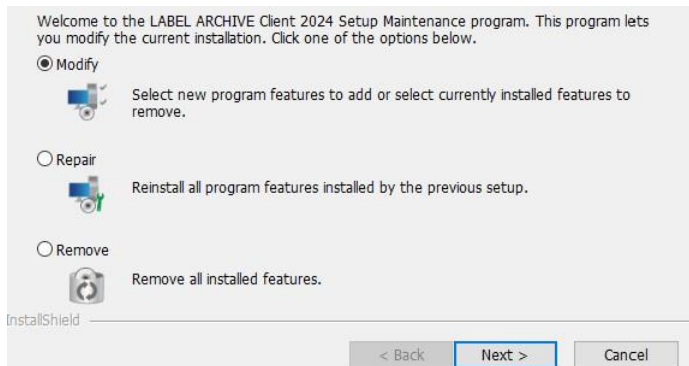 Welcome to the LABEL ARCHIVE Client 2024 Setup Maintenance program. This program lets
you modify the current installation. Click one of the options below.
Modify
Select new program features to add or select currently installed features to
remove.
Repair
Reinstall all program features installed by the previous setup.
Remove
Remove all installed features.
InstallShield
< Back Next > Cancel